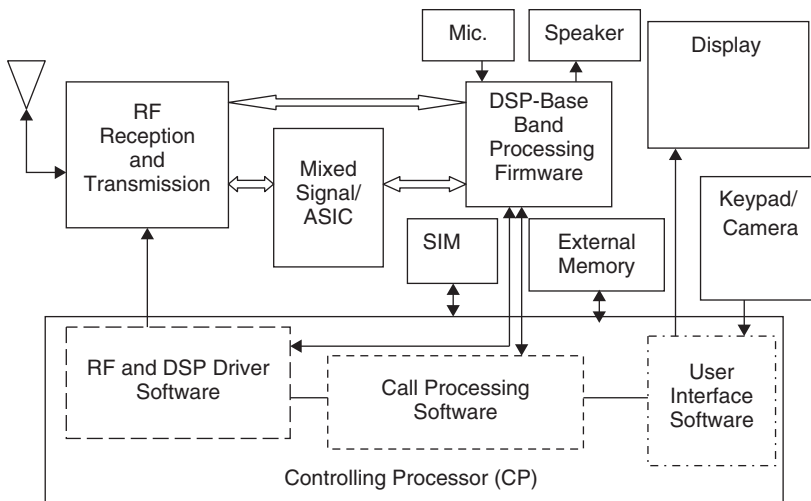 Mic.
Speaker
Display
RF
Reception
and
Transmission
DSP-Base
Band
Processing
Firmware
Mixed
Signal/
ASIC
Keypad/
Camera
SIM
External
Memory
RF and DSP Driver
Software
Call Processing
Software
User
Interface
Software
Controlling Processor (CP)